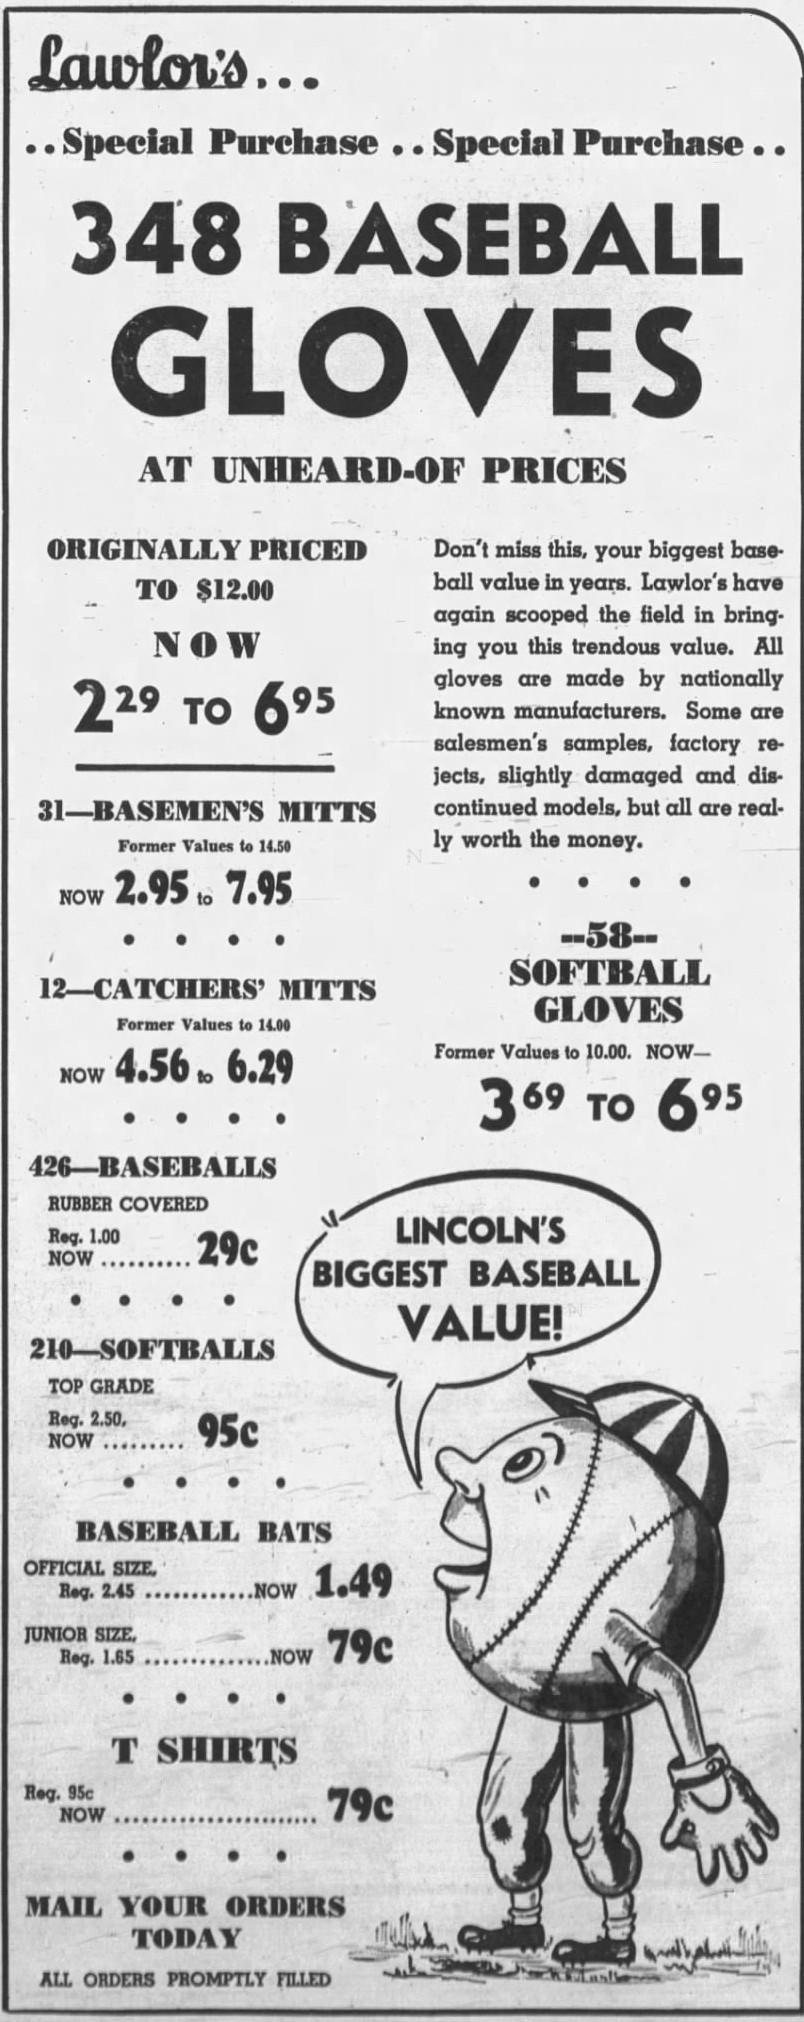 Lawlor's...
..Special Purchase ..Special Purchase..
348 BASEBALL
GLOVES
AT UNHEARD-OF PRICES
ORIGINALLY PRICED
TO $12.00
NOW
2 29 TO 6 95
31—BASEMEN'S MITTS
Former Values to 14.50
NOW 2.95 to 7.95
12—CATCHERS' MITTS
Former Values to 14.00
NOW 4.56 to 6.29
426—BASEBALLS
RUBBER COVERED
Reg. 1.00
NOW .......... 29c
210—SOFTBALLS
TOP GRADE
Reg. 2.50,
NOW ......... 95c
BASEBALL BATS
OFFICIAL SIZE,
Reg. 2.45 ............NOW 1.49
JUNIOR SIZE,
Reg. 1.65 ..............NOW 79c
T SHIRTS
Reg. 95c
NOW ....................... 79c
MAIL YOUR ORDERS
TODAY
ALL ORDERS PROMPTLY FILLED
Don't miss this, your biggest base-
ball value in years. Lawlor's have
again scooped the field in bring-
ing you this trendous value. All
gloves are made by nationally
known manufacturers. Some are
salesmen's samples, factory re-
jects, slightly damaged and dis-
continued models, but all are real-
ly worth the money.
--58--
SOFTBALL
GLOVES
Former Values to 10.00. NOW—
3 69 TO 6 95
LINCOLN'S
BIGGEST BASEBALL
VALUE!